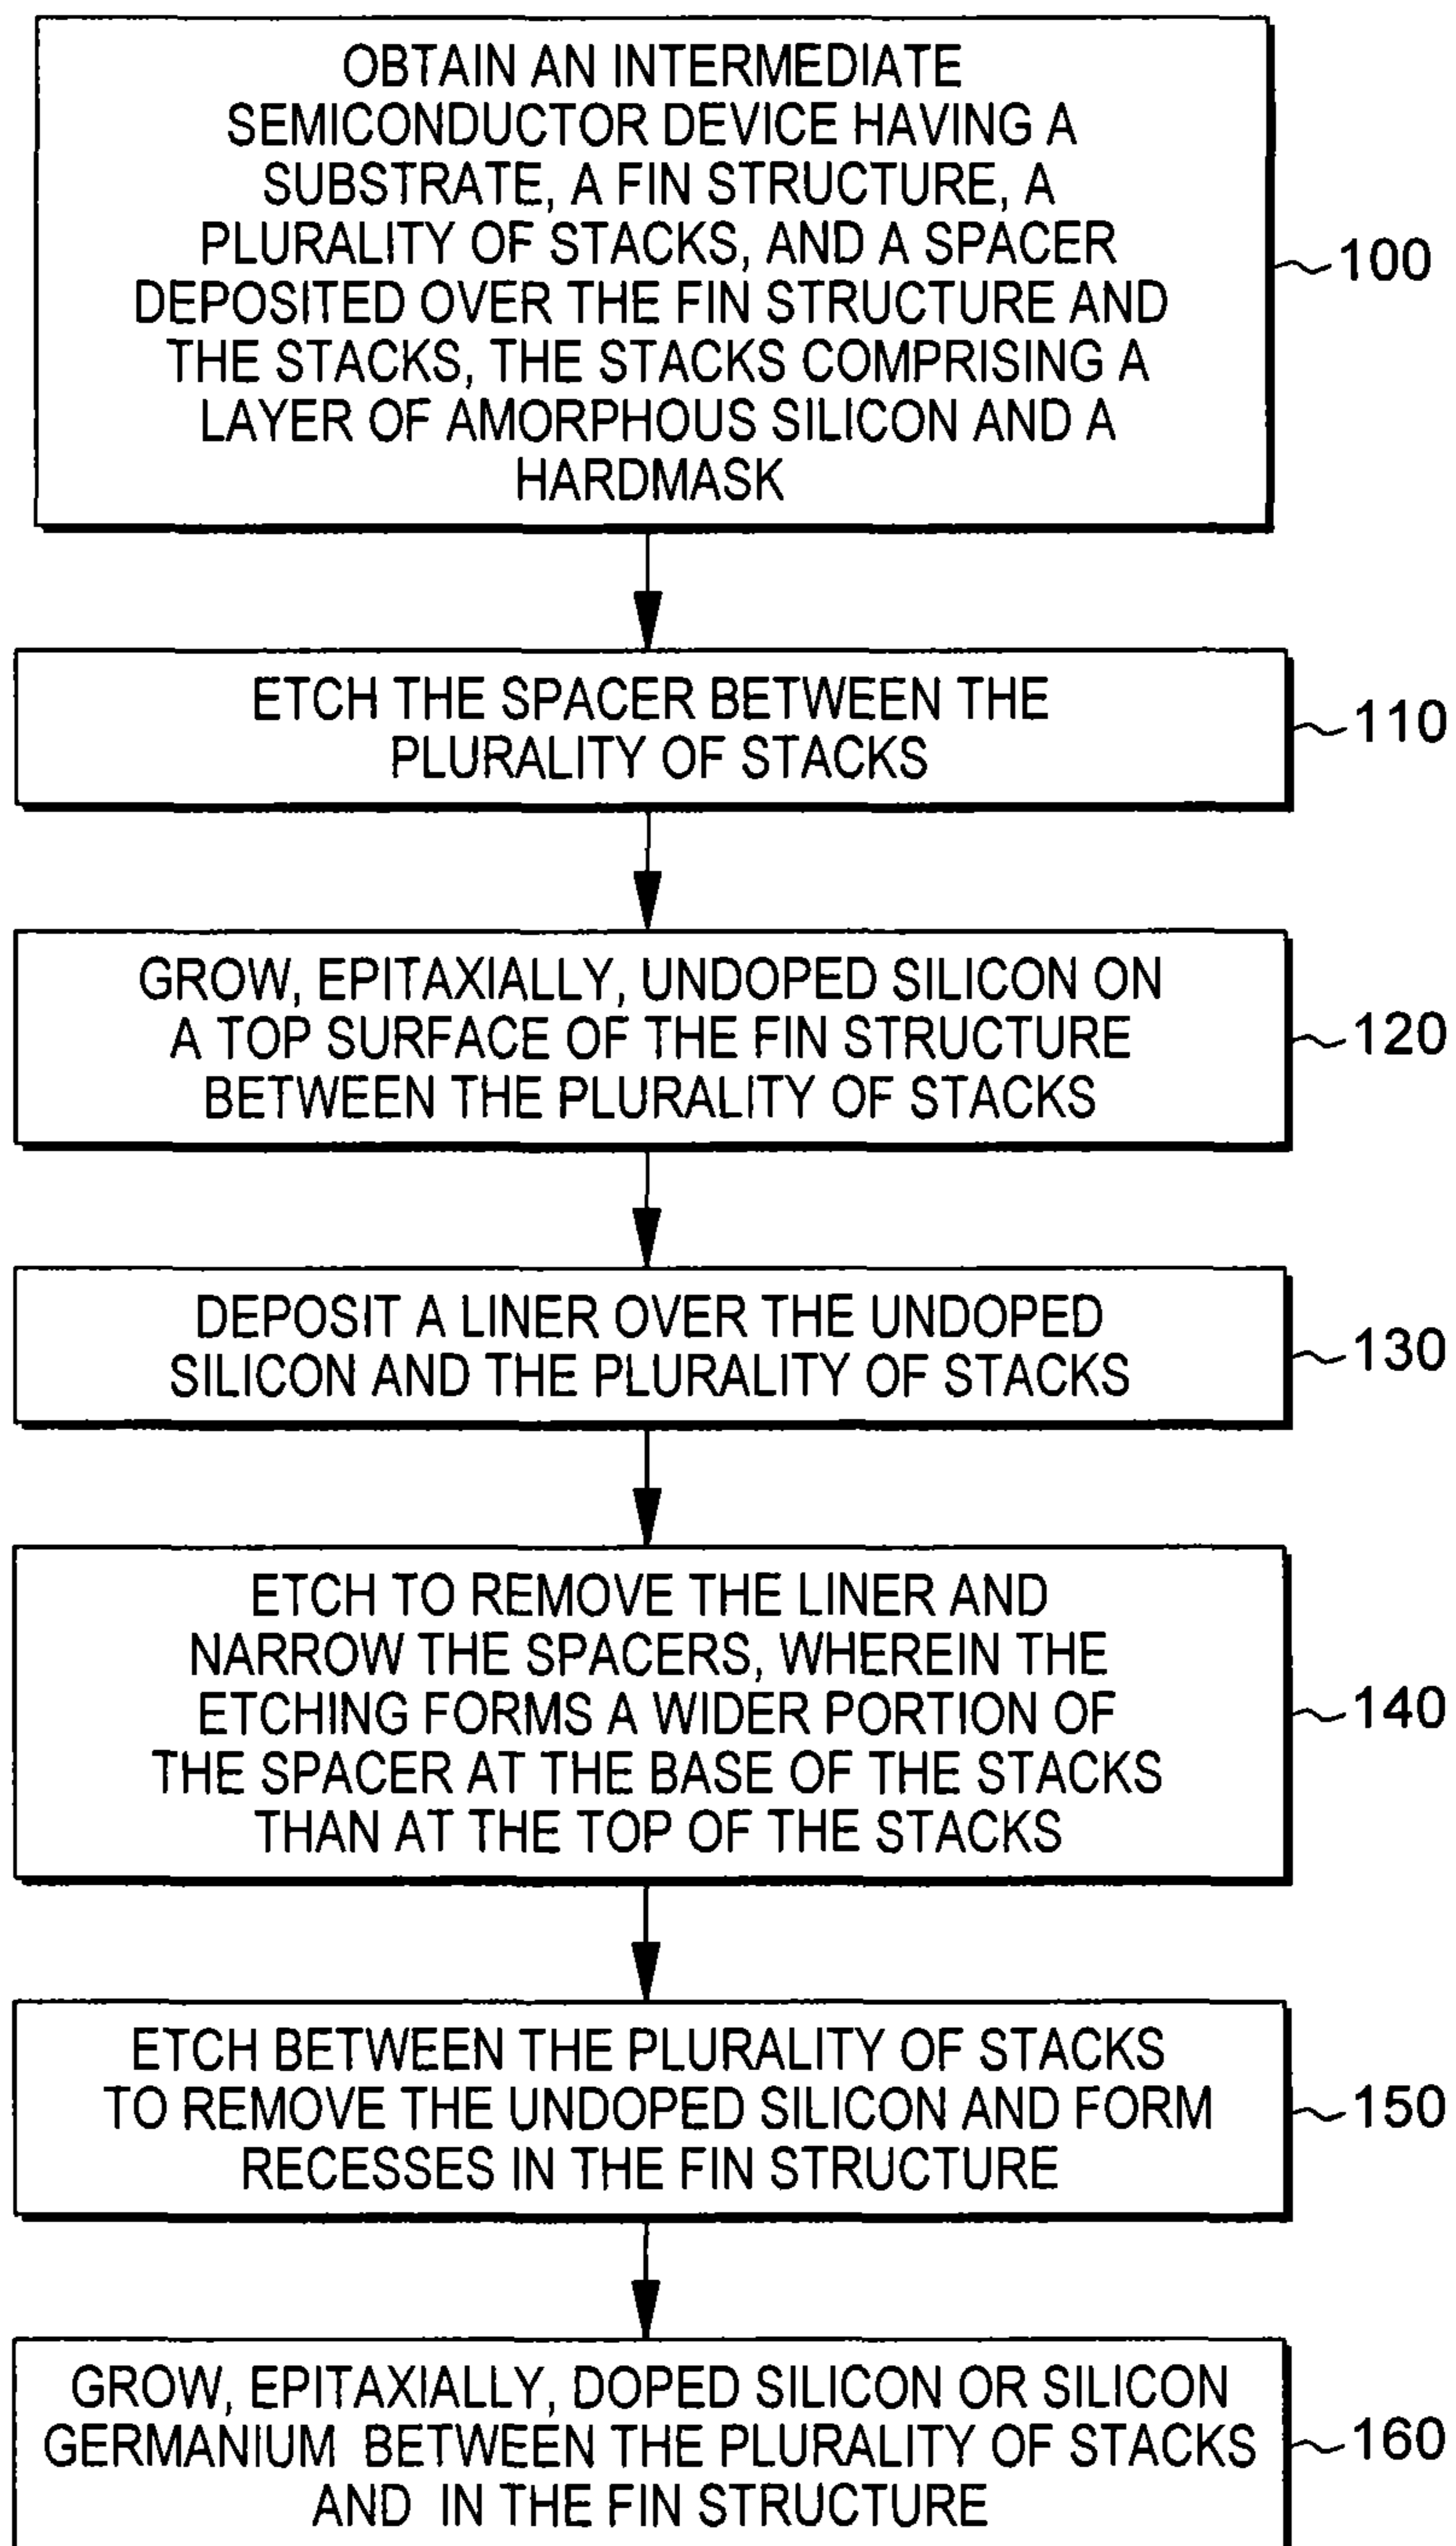 OBTAIN AN INTERMEDIATE
SEMICONDUCTOR DEVICE HAVING A
SUBSTRATE, A FIN STRUCTURE, A
PLURALITY OF STACKS, AND A SPACER
DEPOSITED OVER THE FIN STRUCTURE AND
THE STACKS, THE STACKS COMPRISING A
LAYER OF AMORPHOUS SILICON AND A
HARDMASK
100
ETCH THE SPACER BETWEEN THE
PLURALITY OF STACKS
110
GROW, EPITAXIALLY, UNDOPED SILICON ON
A TOP SURFACE OF THE FIN STRUCTURE
BETWEEN THE PLURALITY OF STACKS
120
DEPOSIT A LINER OVER THE UNDOPED
SILICON AND THE PLURALITY OF STACKS
130
ETCH TO REMOVE THE LINER AND
NARROW THE SPACERS, WHEREIN THE
ETCHING FORMS A WIDER PORTION OF
THE SPACER AT THE BASE OF THE STACKS
THAN AT THE TOP OF THE STACKS
140
ETCH BETWEEN THE PLURALITY OF STACKS
TO REMOVE THE UNDOPED SILICON AND FORM
RECESSES IN THE FIN STRUCTURE
150
GROW, EPITAXIALLY, DOPED SILICON OR SILICON
GERMANIUM BETWEEN THE PLURALITY OF STACKS
AND IN THE FIN STRUCTURE
160